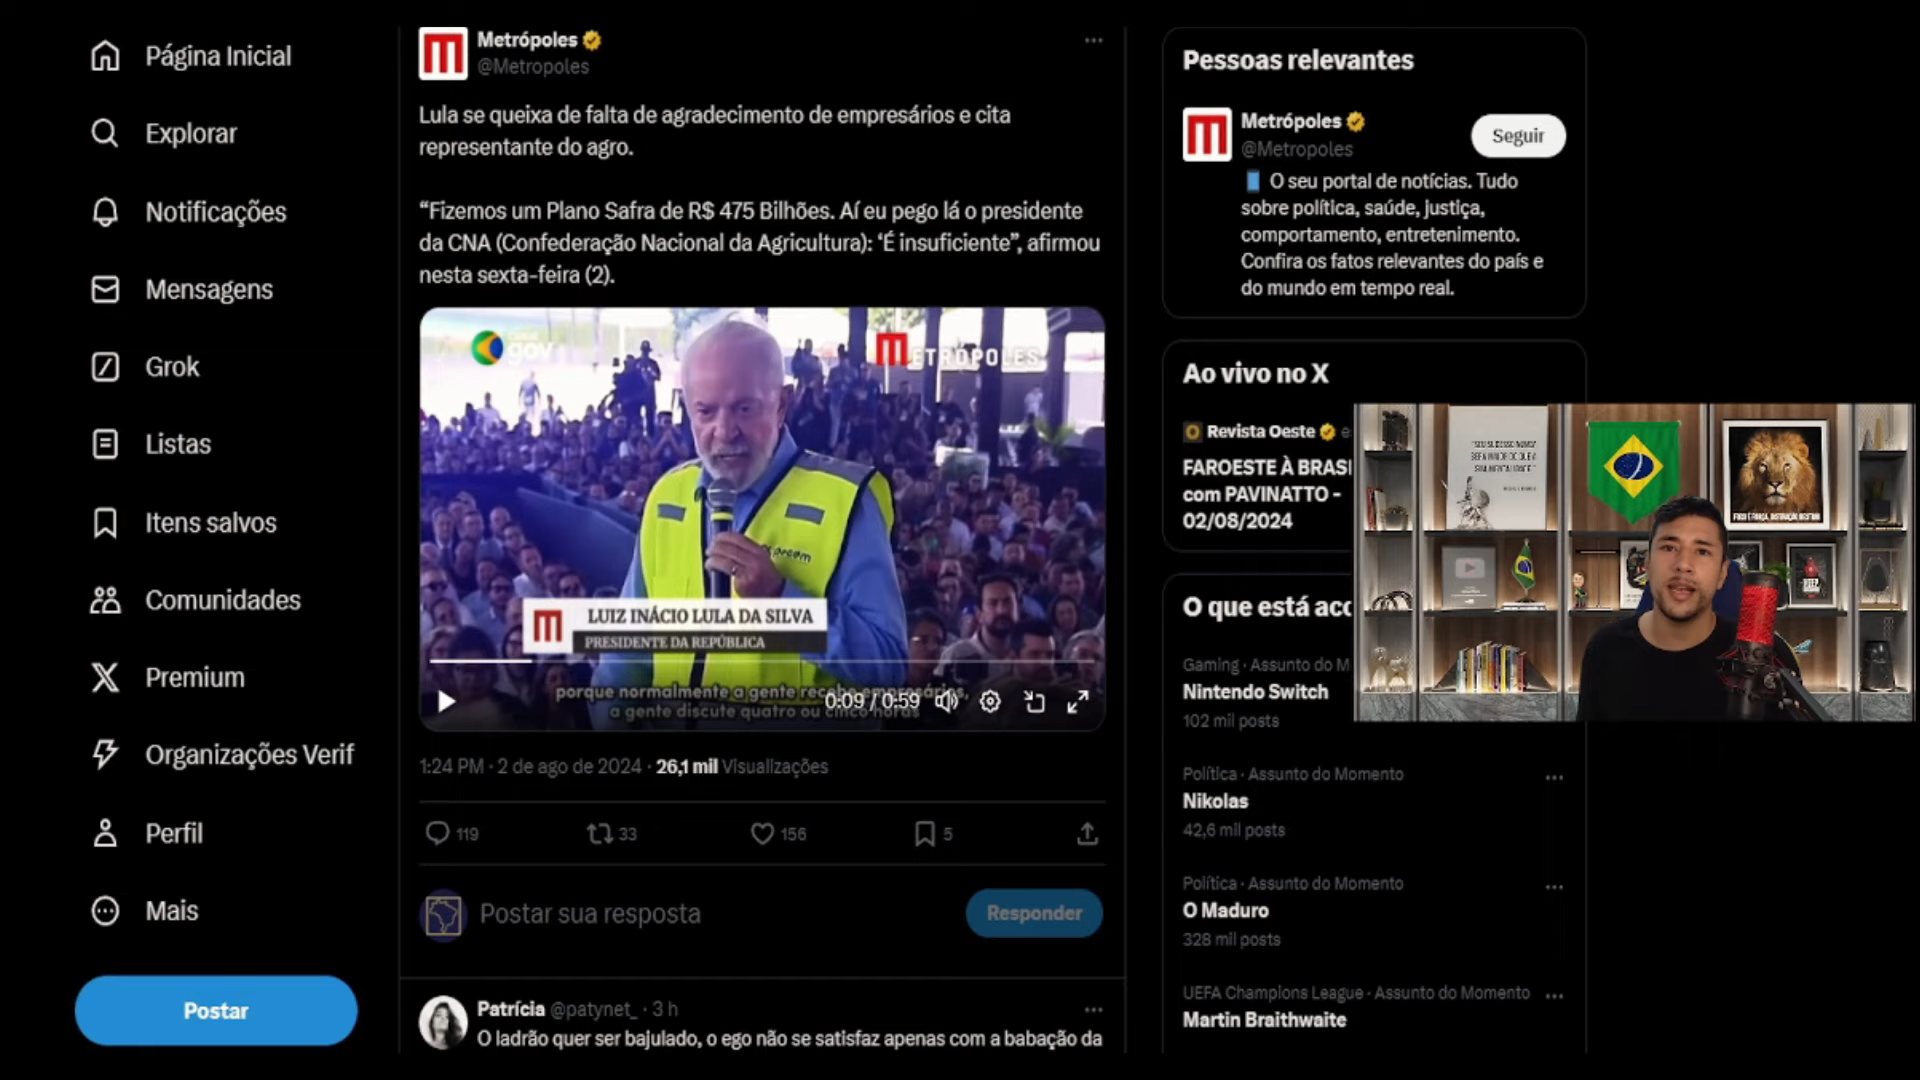 Página Inicial
Explorar
Notificações
Mensagens
Grok
Listas
Itens salvos
Comunidades
Premium
Organizações Verif
Perfil
Mais
Postar
Metrópoles
@Metropoles
Lula se queixa de falta de agradecimento de empresários e cita
representante do agro.
“Fizemos um Plano Safra de R$ 475 Bilhões. Aí eu pego lá o presidente
da CNA (Confederação Nacional da Agricultura): ‘É insuficiente”, afirmou
nesta sexta-feira (2).
gov
METRÓPOLES
pecem
LUIZ INÁCIO LULA DA SILVA
PRESIDENTE DA REPÚBLICA
porque normalmente a gente recebe empresários,
a gente discute quatro ou cinco horas
0:09 / 0:59
1:24 PM · 2 de ago de 2024 · 26,1 mil Visualizações
119
33
156
5
Postar sua resposta
Responder
Patrícia @patynet_ · 3 h
O ladrão quer ser bajulado, o ego não se satisfaz apenas com a babação da
Pessoas relevantes
Metrópoles
@Metropoles
Seguir
O seu portal de notícias. Tudo
sobre política, saúde, justiça,
comportamento, entretenimento.
Confira os fatos relevantes do país e
do mundo em tempo real.
Ao vivo no X
Revista Oeste
FAROESTE À BRASI
com PAVINATTO -
02/08/2024
O que está aco
Gaming · Assunto do M
Nintendo Switch
102 mil posts
Política · Assunto do Momento
Nikolas
42,6 mil posts
Política · Assunto do Momento
O Maduro
328 mil posts
UEFA Champions League · Assunto do Momento
Martin Braithwaite